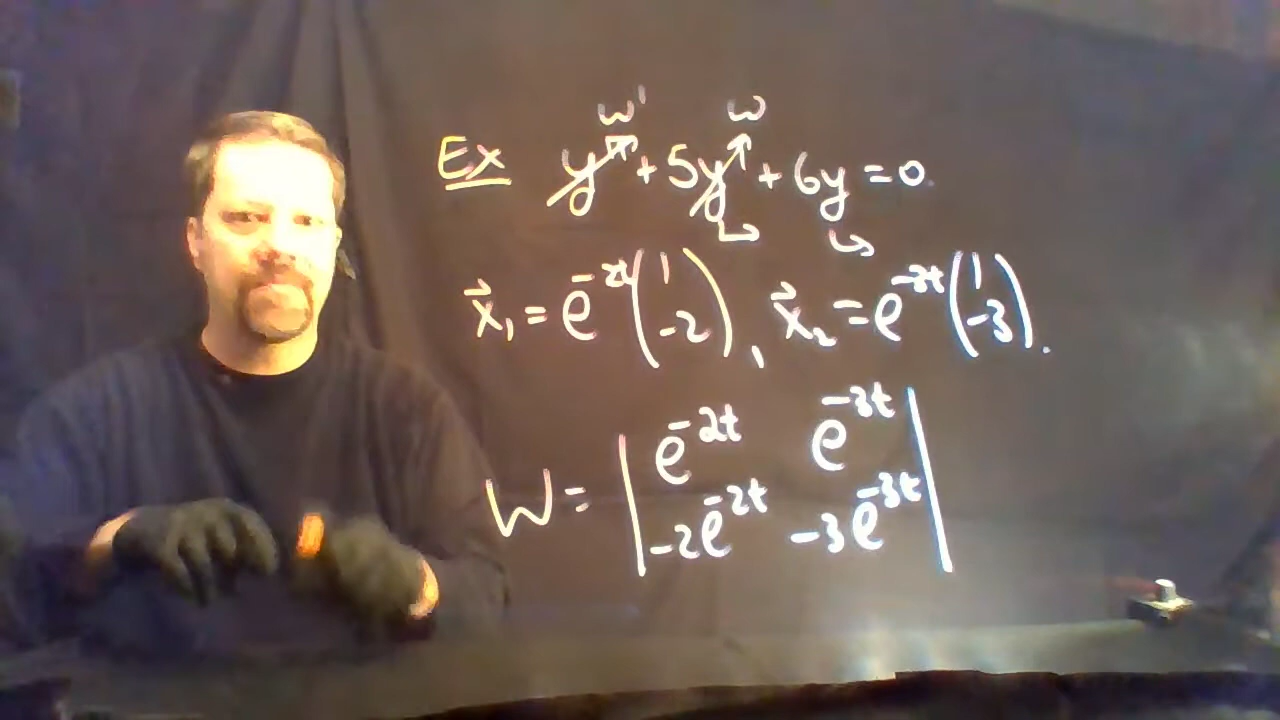 w' w
Ex y'' + 5y' + 6y = 0.
x⃗₁ = e^{-2t} (1 -2), x⃗₂ = e^{-3t} (1 -3).
W = | e^{-2t} e^{-3t}
-2e^{-2t} -3e^{-3t} |